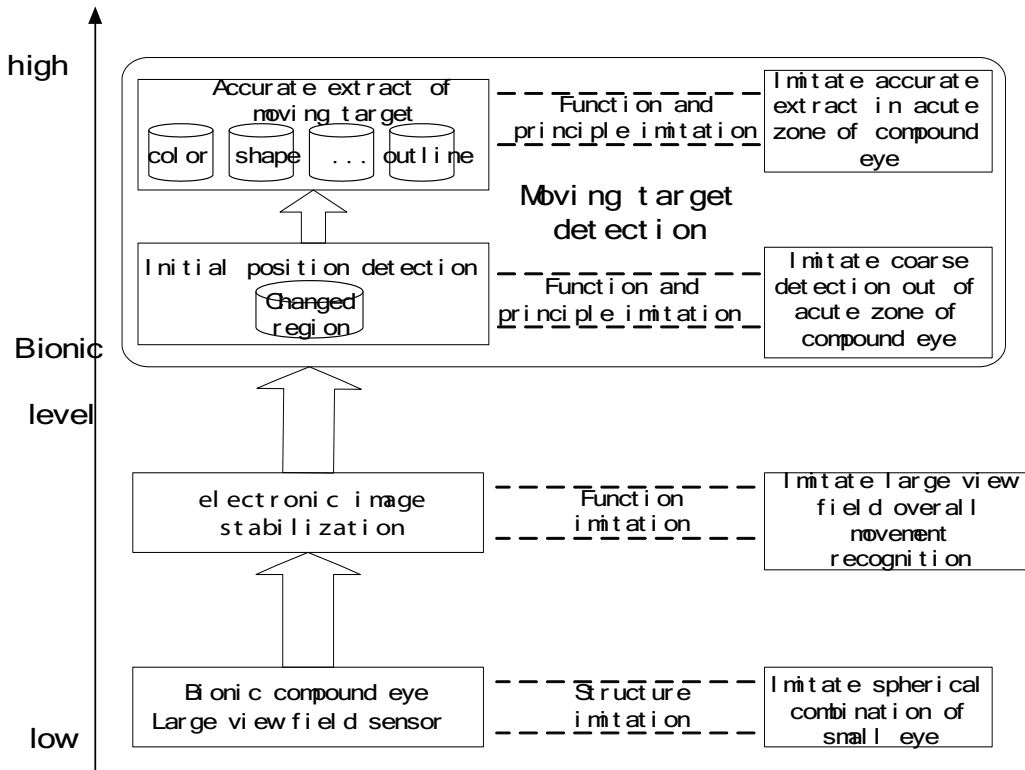 high
Accurate extract of
moving target
color shape ... outline
Function and
principle imitation
Imitate accurate
extract in acute
zone of compound
eye
Moving target
detection
Initial position detection
Changed
region
Function and
principle imitation
Imitate coarse
detection out of
acute zone of
compound eye
Bionic
level
electronic image
stabilization
Function
imitation
Imitate large view
field overall
movement
recognition
Bionic compound eye
Large view field sensor
Structure
imitation
Imitate spherical
combination of
small eye
low